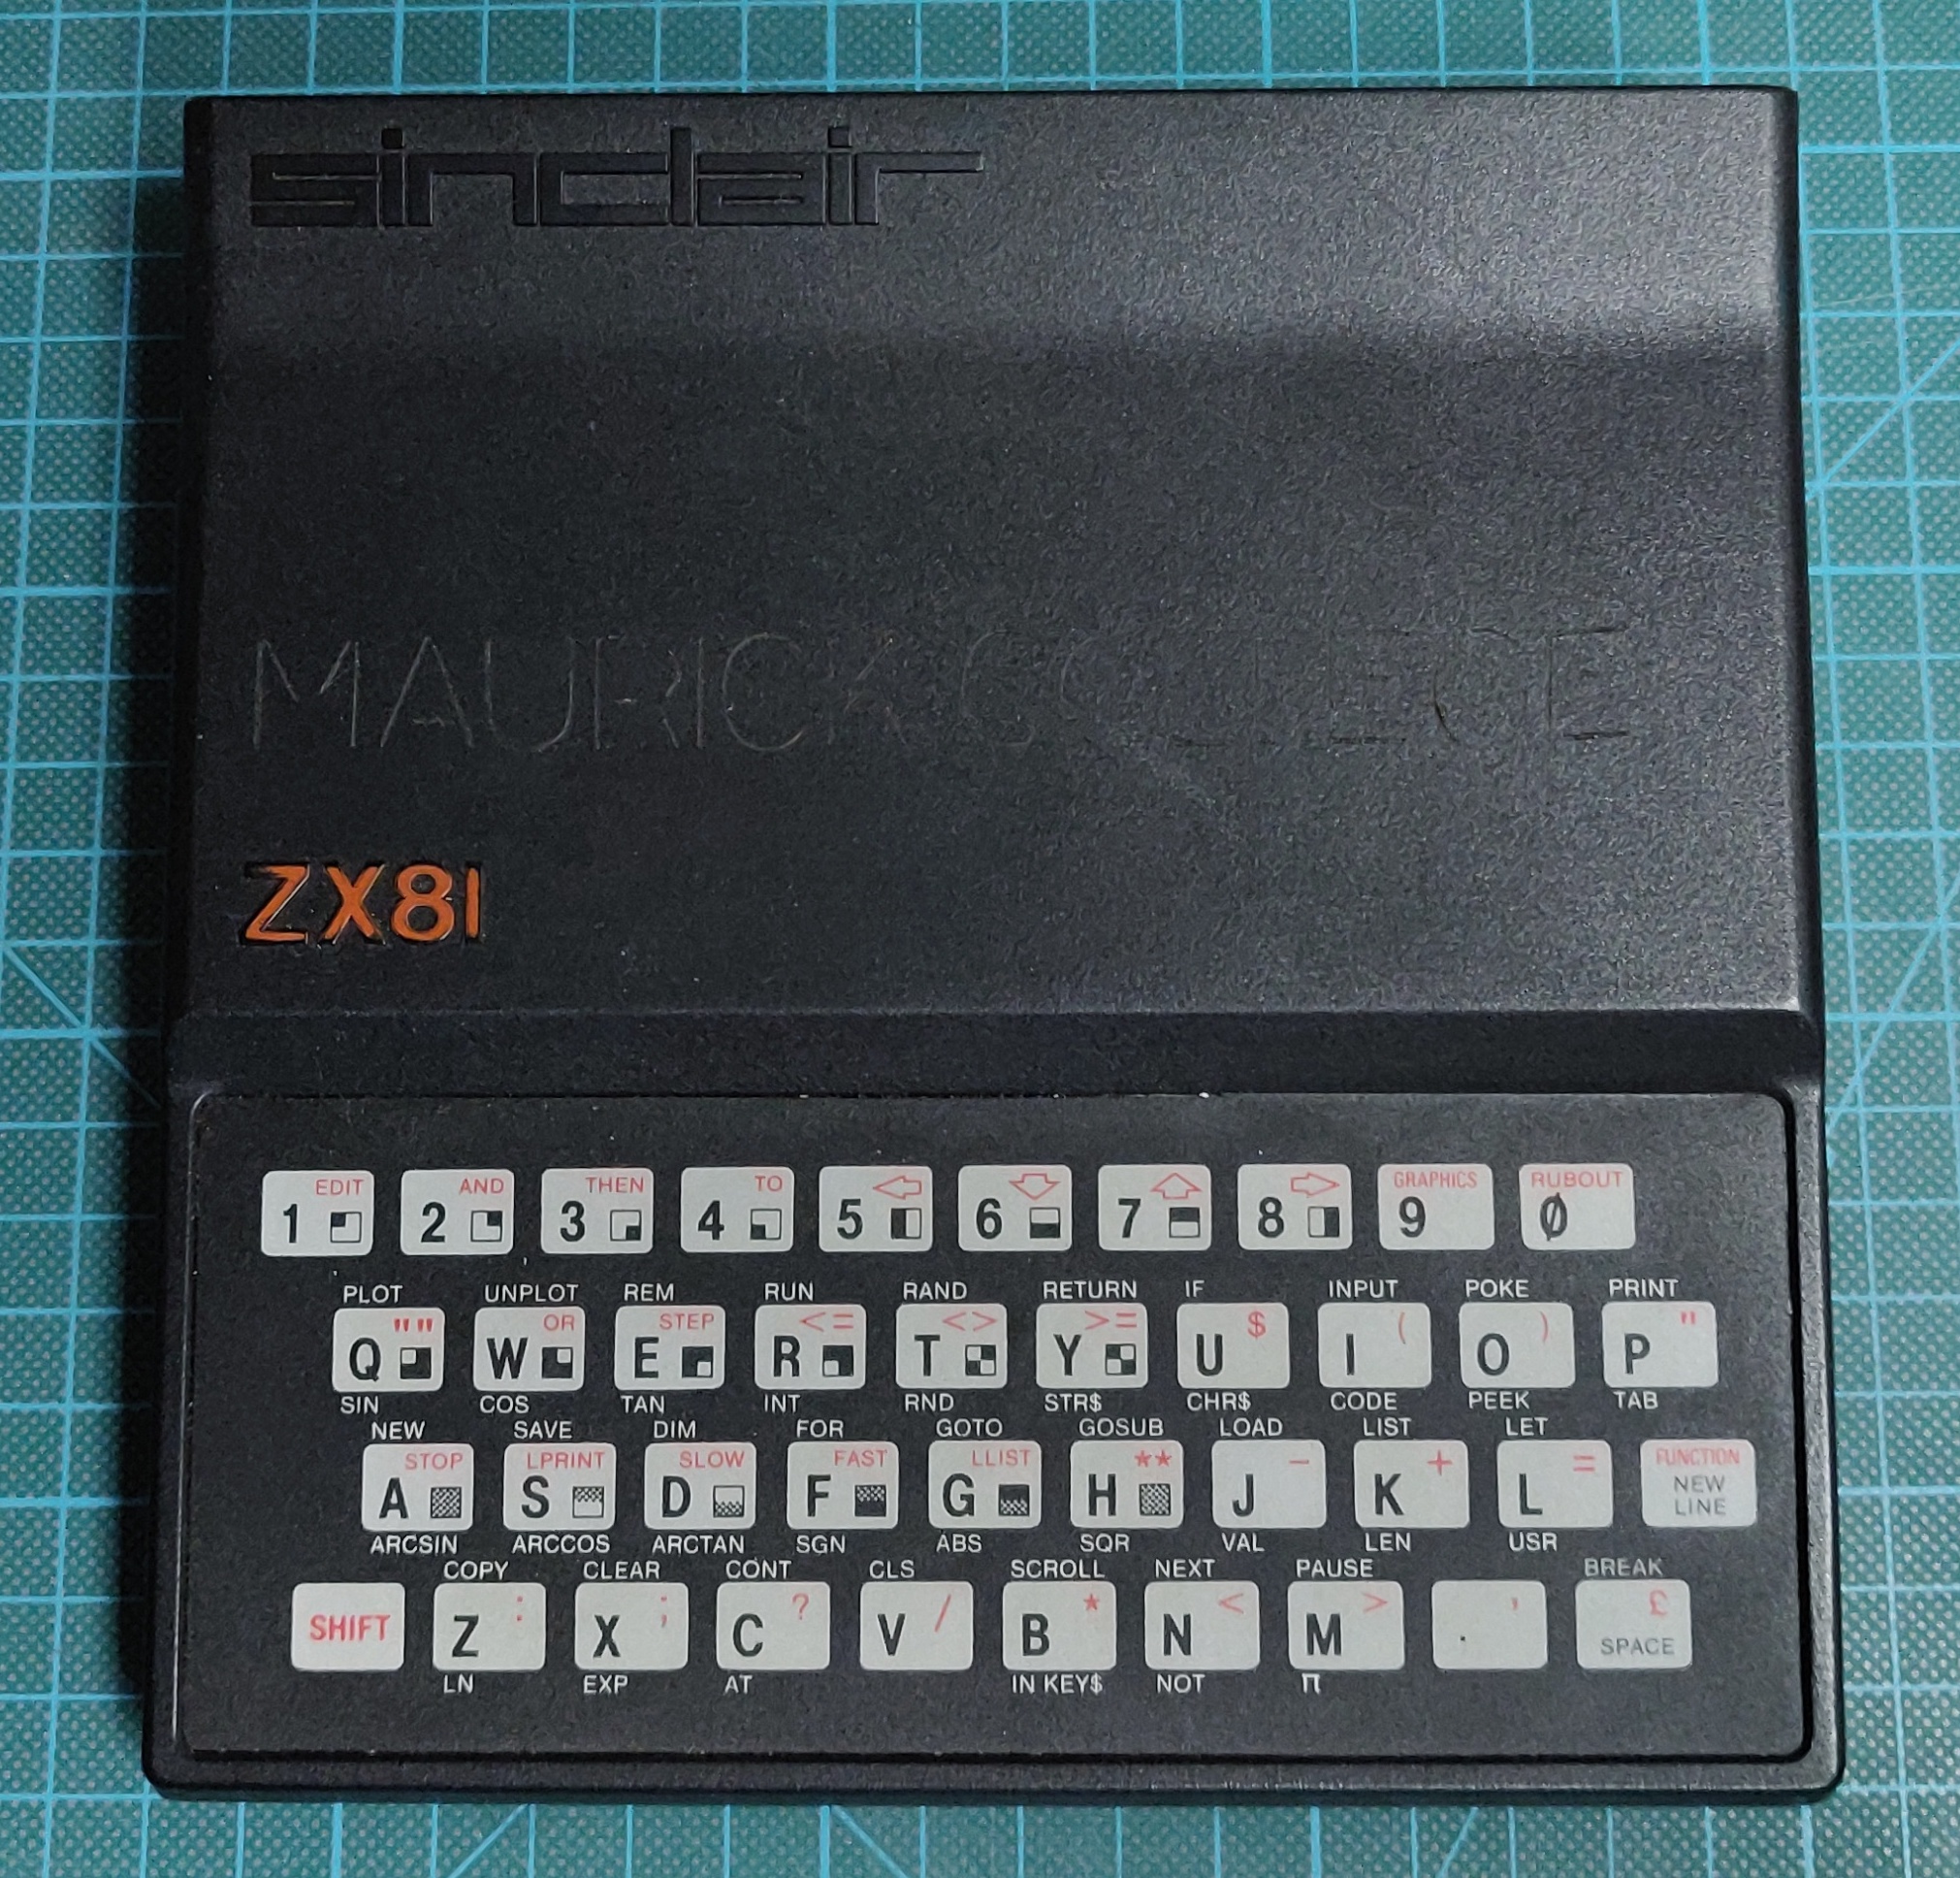 sinclair
MAURICK COLLEGE
ZX81
EDIT AND THEN TO GRAPHICS RUBOUT
1 2 3 4 5 6 7 8 9 0
PLOT UNPLOT REM RUN RAND RETURN IF INPUT POKE PRINT
"" OR STEP <= <> >= $ ( ) "
Q W E R T Y U I O P
SIN COS TAN INT RND STR$ CHR$ CODE PEEK TAB
NEW SAVE DIM FOR GOTO GOSUB LOAD LIST LET
STOP LPRINT SLOW FAST LLIST ** - + = FUNCTION
A S D F G H J K L NEW LINE
ARCSIN ARCCOS ARCTAN SGN ABS SQR VAL LEN USR
COPY CLEAR CONT CLS SCROLL NEXT PAUSE BREAK
: ; ? / * < > , £
SHIFT Z X C V B N M . SPACE
LN EXP AT IN KEY$ NOT π